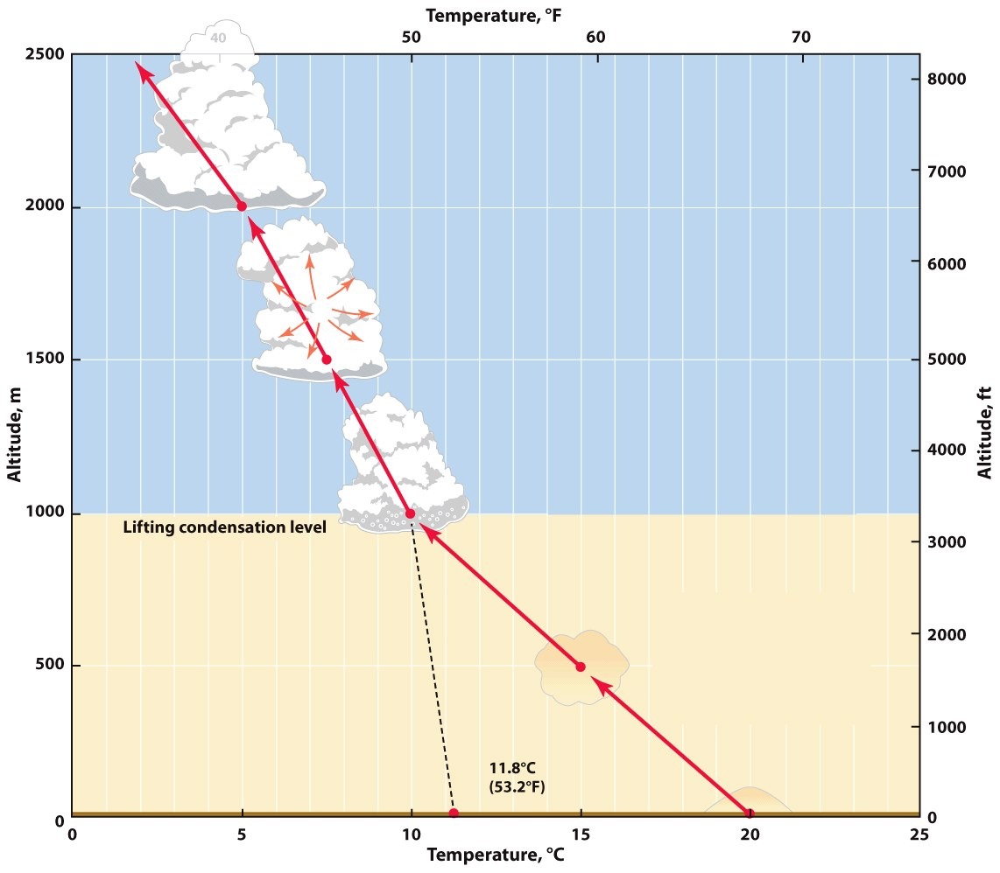 Temperature, °F
40 50 60 70
2500
2000
1500
1000
500
0
Altitude, m
8000
7000
6000
5000
4000
3000
2000
1000
0
Altitude, ft
Lifting condensation level
11.8°C
(53.2°F)
0 5 10 15 20 25
Temperature, °C